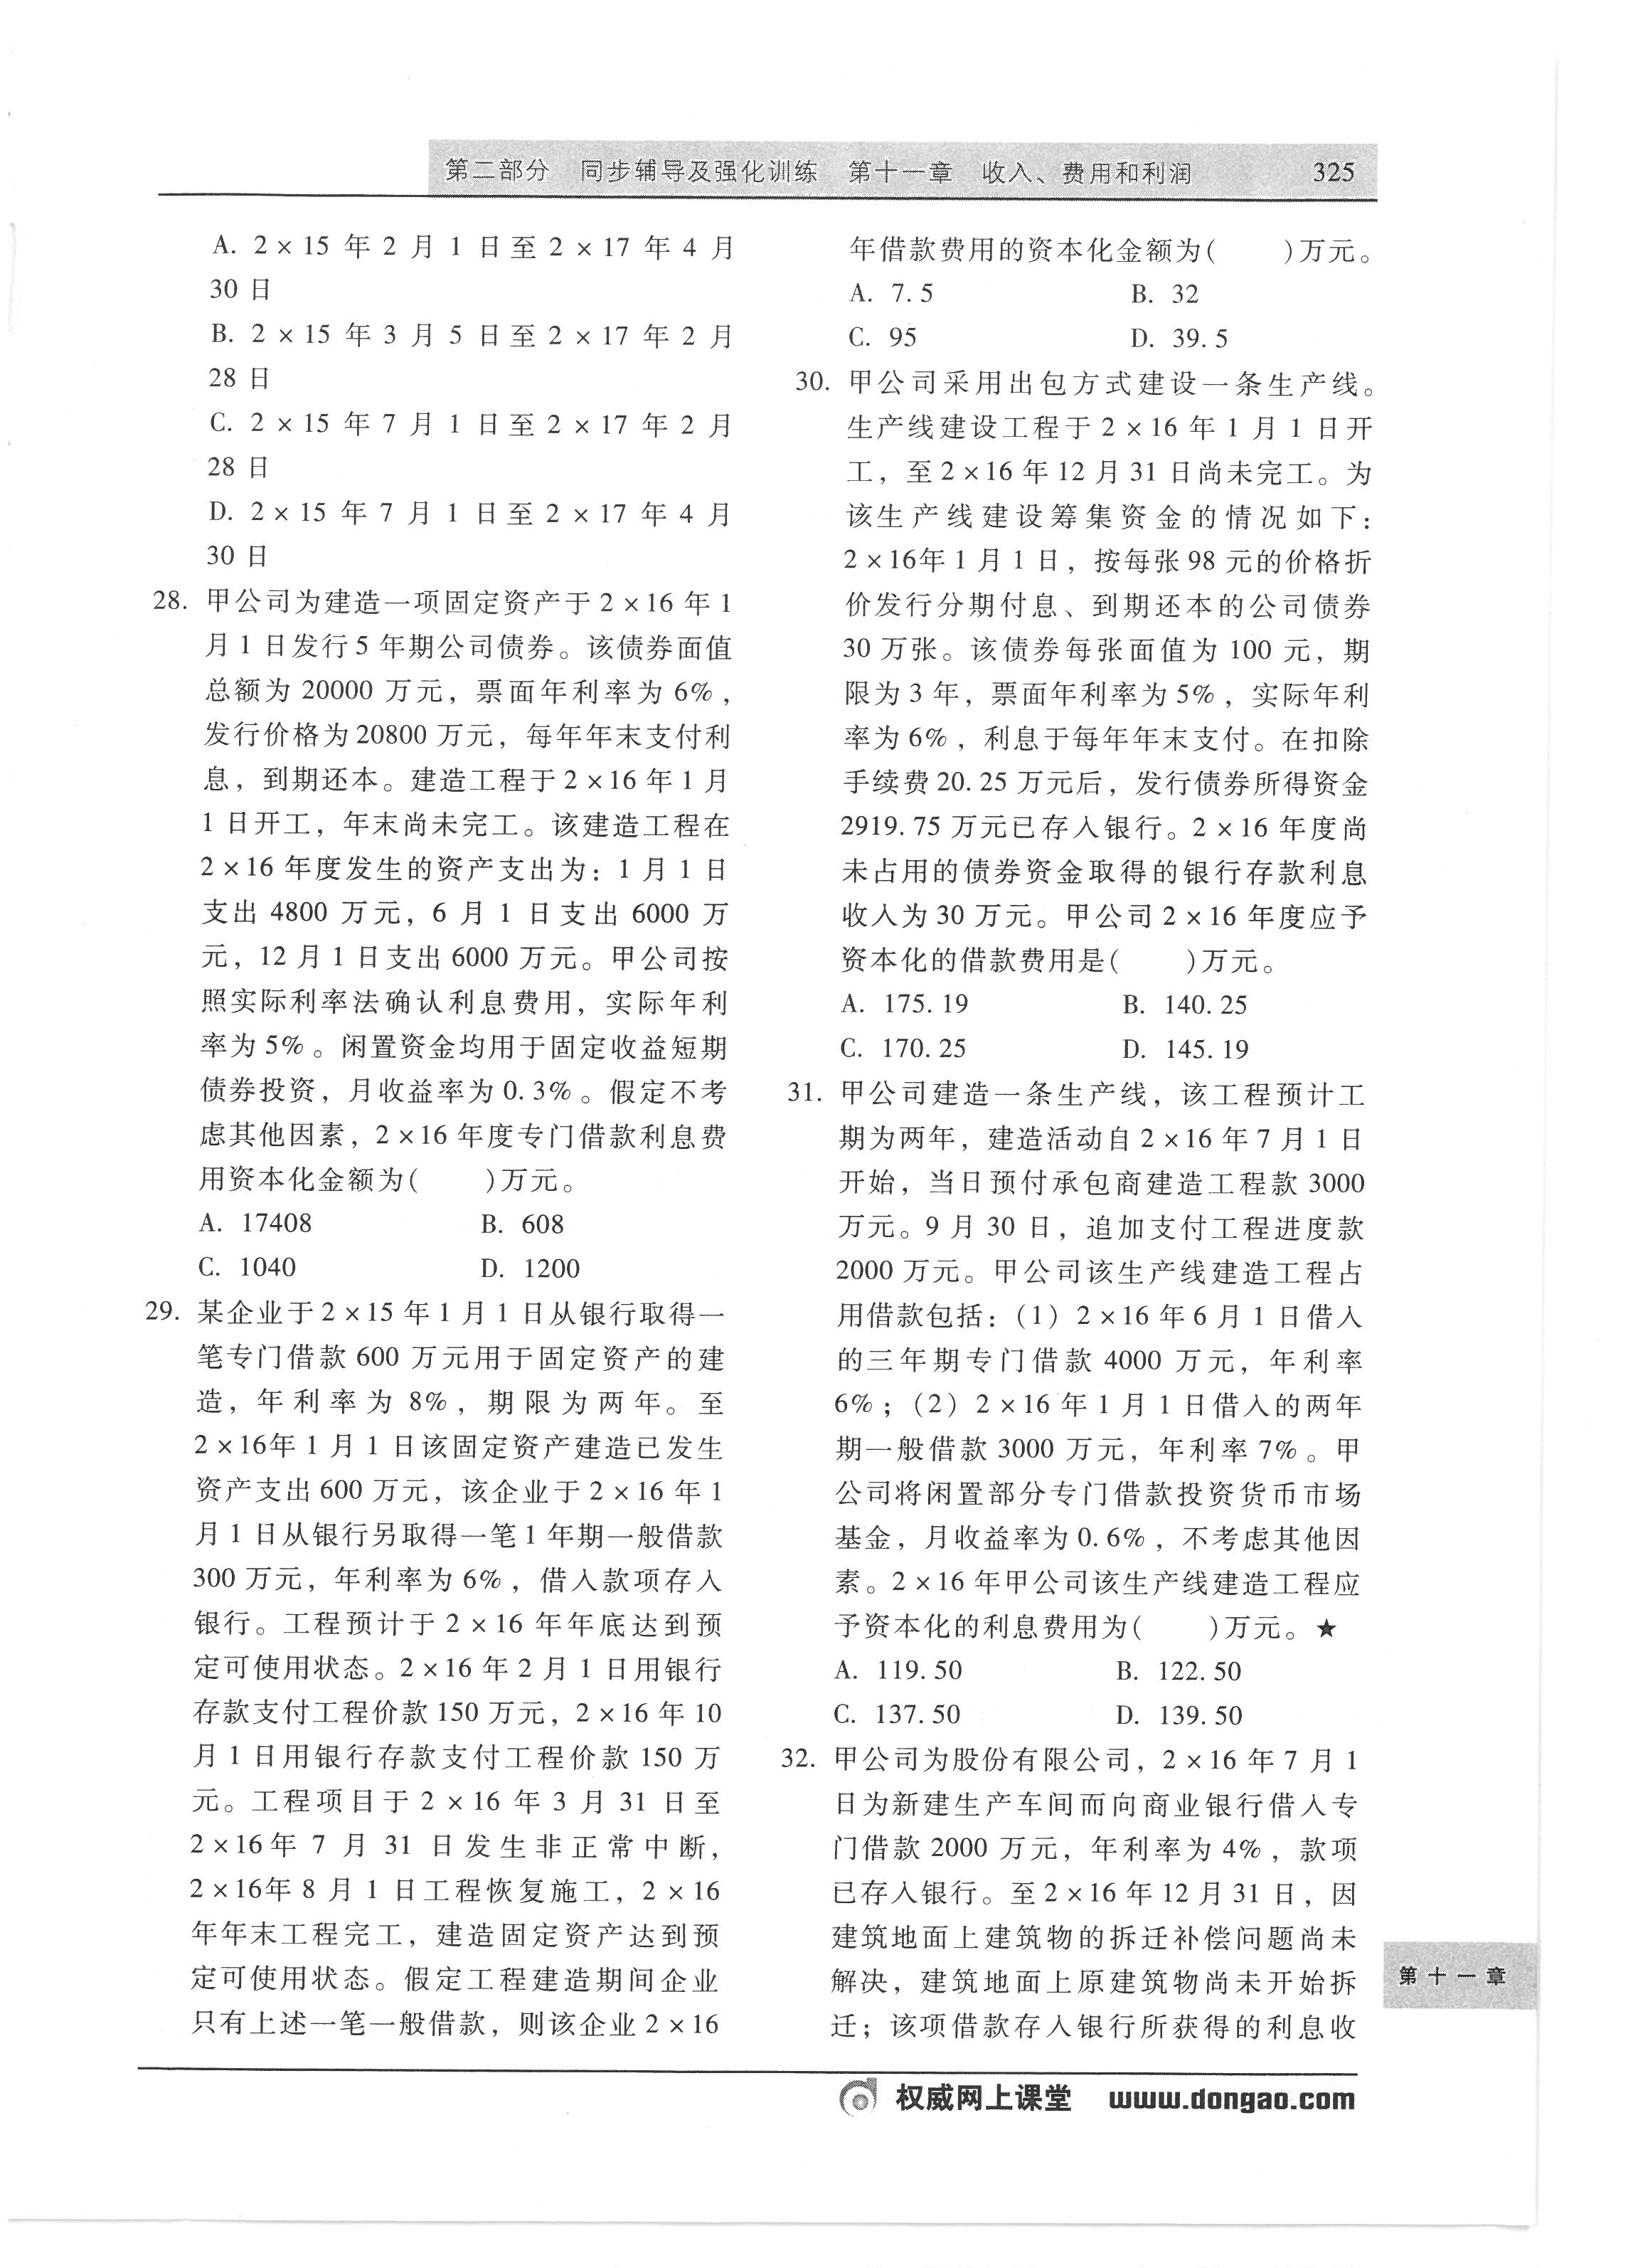 第二部分 同步辅导及强化训练 第十一章 收入、费用和利润 325
A. 2×15 年 2 月 1 日至 2×17 年 4 月
30 日
B. 2×15 年 3 月 5 日至 2×17 年 2 月
28 日
C. 2×15 年 7 月 1 日至 2×17 年 2 月
28 日
D. 2×15 年 7 月 1 日至 2×17 年 4 月
30 日
28. 甲公司为建造一项固定资产于 2×16 年 1
月 1 日发行 5 年期公司债券。该债券面值
总额为 20000 万元，票面年利率为 6%，
发行价格为 20800 万元，每年年末支付利
息，到期还本。建造工程于 2×16 年 1 月
1 日开工，年末尚未完工。该建造工程在
2×16 年度发生的资产支出为：1 月 1 日
支出 4800 万元，6 月 1 日支出 6000 万
元，12 月 1 日支出 6000 万元。甲公司按
照实际利率法确认利息费用，实际年利
率为 5%。闲置资金均用于固定收益短期
债券投资，月收益率为 0.3%。假定不考
虑其他因素，2×16 年度专门借款利息费
用资本化金额为(  )万元。
A. 17408 B. 608
C. 1040 D. 1200
29. 某企业于 2×15 年 1 月 1 日从银行取得一
笔专门借款 600 万元用于固定资产的建
造，年利率为 8%，期限为两年。至
2×16年 1 月 1 日该固定资产建造已发生
资产支出 600 万元，该企业于 2×16 年 1
月 1 日从银行另取得一笔 1 年期一般借款
300 万元，年利率为 6%，借入款项存入
银行。工程预计于 2×16 年年底达到预
定可使用状态。2×16 年 2 月 1 日用银行
存款支付工程价款 150 万元，2×16 年 10
月 1 日用银行存款支付工程价款 150 万
元。工程项目于 2×16 年 3 月 31 日至
2×16年 7 月 31 日发生非正常中断，
2×16年 8 月 1 日工程恢复施工，2×16
年年末工程完工，建造固定资产达到预
定可使用状态。假定工程建造期间企业
只有上述一笔一般借款，则该企业 2×16
年借款费用的资本化金额为(  )万元。
A. 7.5 B. 32
C. 95 D. 39.5
30. 甲公司采用出包方式建设一条生产线。
生产线建设工程于 2×16 年 1 月 1 日开
工，至 2×16 年 12 月 31 日尚未完工。为
该生产线建设筹集资金的情况如下：
2×16年 1 月 1 日，按每张 98 元的价格折
价发行分期付息、到期还本的公司债券
30 万张。该债券每张面值为 100 元，期
限为 3 年，票面年利率为 5%，实际年利
率为 6%，利息于每年年末支付。在扣除
手续费 20.25 万元后，发行债券所得资金
2919.75 万元已存入银行。2×16 年度尚
未占用的债券资金取得的银行存款利息
收入为 30 万元。甲公司 2×16 年度应予
资本化的借款费用是(  )万元。
A. 175.19 B. 140.25
C. 170.25 D. 145.19
31. 甲公司建造一条生产线，该工程预计工
期为两年，建造活动自 2×16 年 7 月 1 日
开始，当日预付承包商建造工程款 3000
万元。9 月 30 日，追加支付工程进度款
2000 万元。甲公司该生产线建造工程占
用借款包括：(1) 2×16 年 6 月 1 日借入
的三年期专门借款 4000 万元，年利率
6%；(2) 2×16 年 1 月 1 日借入的两年
期一般借款 3000 万元，年利率 7%。甲
公司将闲置部分专门借款投资货币市场
基金，月收益率为 0.6%，不考虑其他因
素。2×16 年甲公司该生产线建造工程应
予资本化的利息费用为(  )万元。★
A. 119.50 B. 122.50
C. 137.50 D. 139.50
32. 甲公司为股份有限公司，2×16 年 7 月 1
日为新建生产车间而向商业银行借入专
门借款 2000 万元，年利率为 4%，款项
已存入银行。至 2×16 年 12 月 31 日，因
建筑地面上建筑物的拆迁补偿问题尚未
解决，建筑地面上原建筑物尚未开始拆
迁；该项借款存入银行所获得的利息收
第十一章
权威网上课堂 www.dongao.com